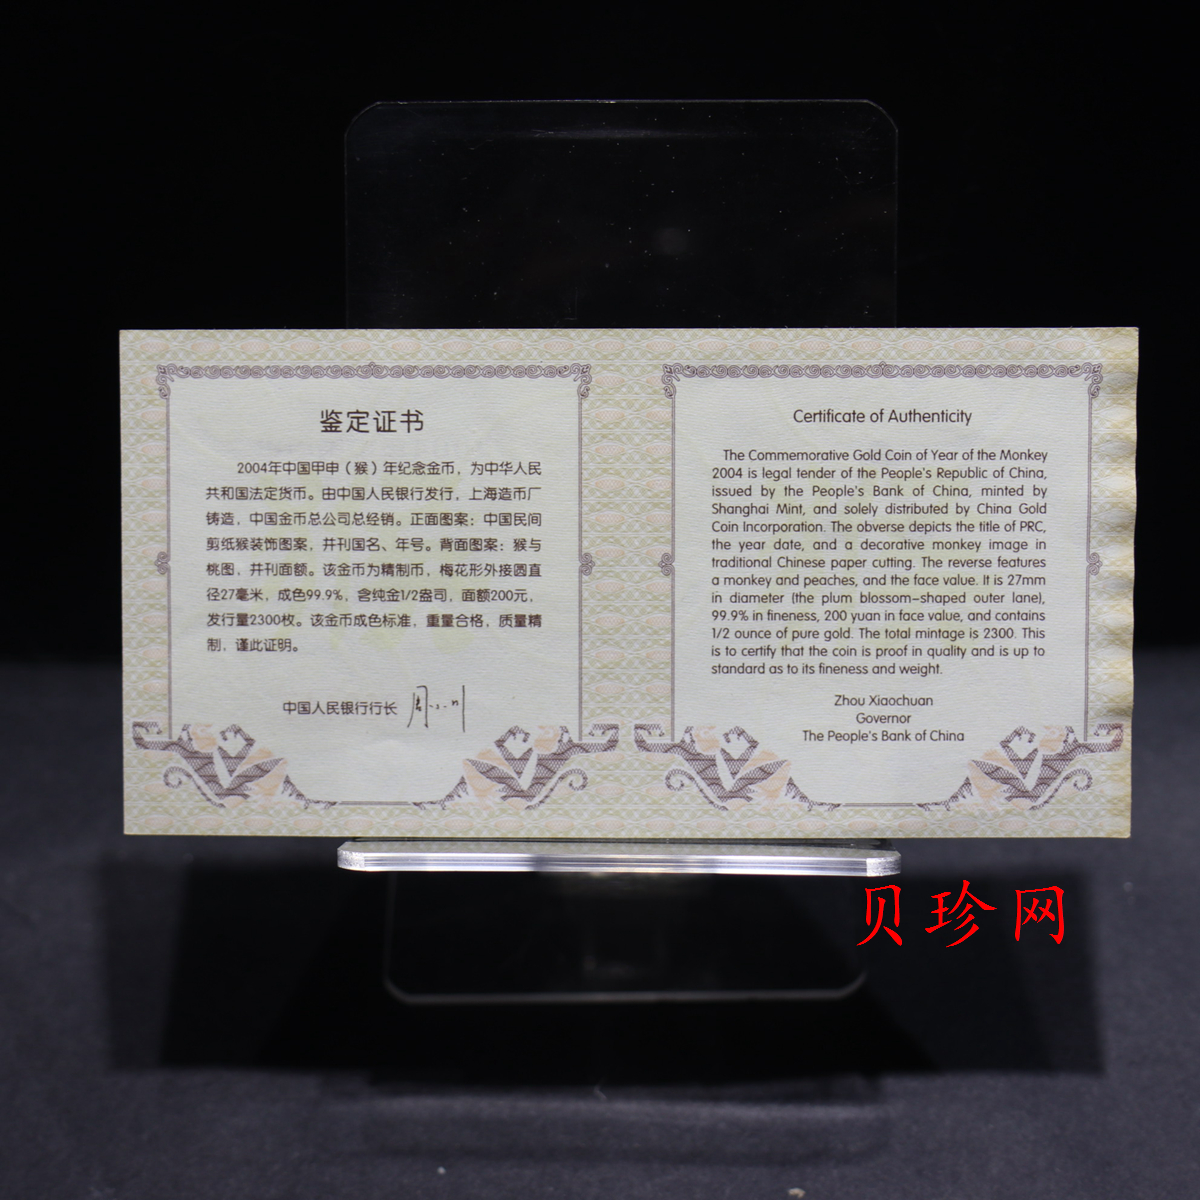 鉴定证书
2004年中国甲申（猴）年纪念金币，为中华人民
共和国法定货币。由中国人民银行发行，上海造币厂
铸造，中国金币总公司总经销。正面图案：中国民间
剪纸猴装饰图案，并刊国名、年号。背面图案：猴与
桃图，并刊面额。该金币为精制币，梅花形外接圆直
径27毫米，成色99.9%，含纯金1/2盎司，面额200元，
发行量2300枚。该金币成色标准，重量合格，质量精
制，谨此证明。
中国人民银行行长
Certificate of Authenticity
The Commemorative Gold Coin of Year of the Monkey
2004 is legal tender of the People's Republic of China,
issued by the People's Bank of China, minted by
Shanghai Mint, and solely distributed by China Gold
Coin Incorporation. The obverse depicts the title of PRC,
the year date, and a decorative monkey image in
traditional Chinese paper cutting. The reverse features
a monkey and peaches, and the face value. It is 27mm
in diameter (the plum blossom-shaped outer lane),
99.9% in fineness, 200 yuan in face value, and contains
1/2 ounce of pure gold. The total mintage is 2300. This
is to certify that the coin is proof in quality and is up to
standard as to its fineness and weight.
Zhou Xiaochuan
Governor
The People's Bank of China
贝珍网